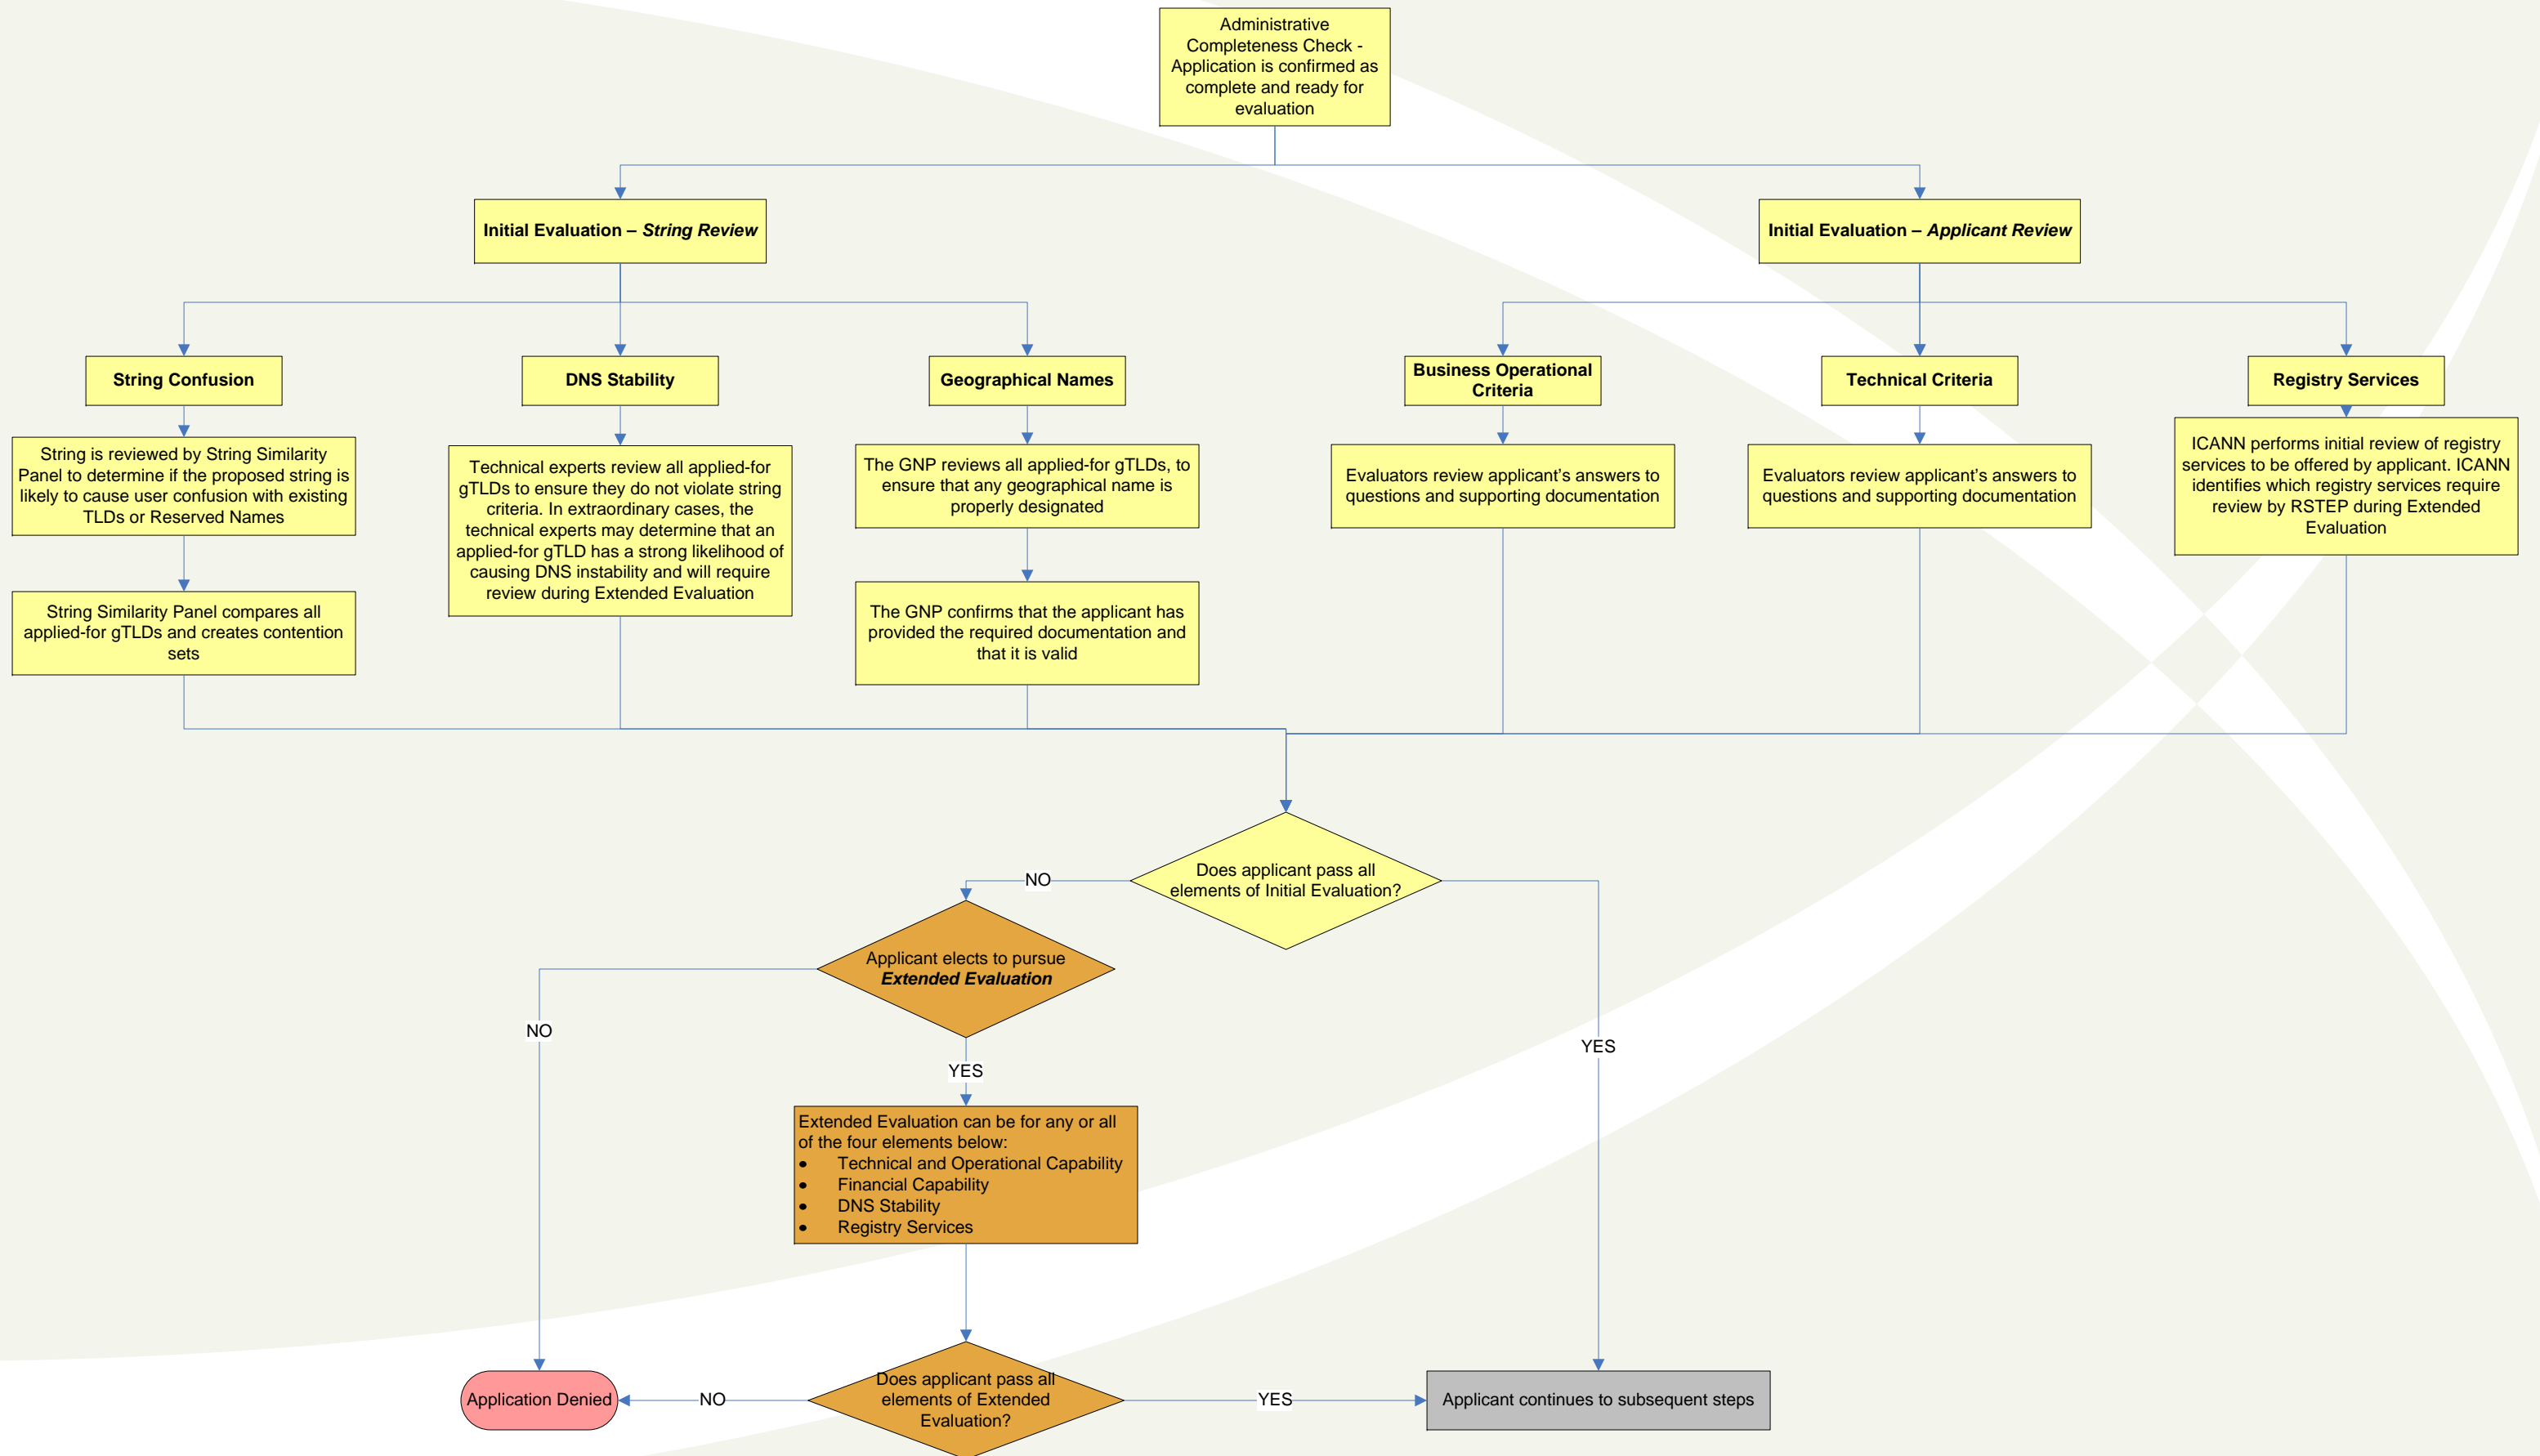 Administrative
Completeness Check -
Application is confirmed as
complete and ready for
evaluation
Initial Evaluation – String Review
Initial Evaluation – Applicant Review
String Confusion
DNS Stability
Geographical Names
Business Operational
Criteria
Technical Criteria
Registry Services
String is reviewed by String Similarity
Panel to determine if the proposed string is
likely to cause user confusion with existing
TLDs or Reserved Names
Technical experts review all applied-for
gTLDs to ensure they do not violate string
criteria. In extraordinary cases, the
technical experts may determine that an
applied-for gTLD has a strong likelihood of
causing DNS instability and will require
review during Extended Evaluation
The GNP reviews all applied-for gTLDs, to
ensure that any geographical name is
properly designated
Evaluators review applicant’s answers to
questions and supporting documentation
Evaluators review applicant’s answers to
questions and supporting documentation
ICANN performs initial review of registry
services to be offered by applicant. ICANN
identifies which registry services require
review by RSTEP during Extended
Evaluation
String Similarity Panel compares all
applied-for gTLDs and creates contention
sets
The GNP confirms that the applicant has
provided the required documentation and
that it is valid
Does applicant pass all
elements of Initial Evaluation?
NO
Applicant elects to pursue
Extended Evaluation
NO
YES
YES
Extended Evaluation can be for any or all
of the four elements below:
• Technical and Operational Capability
• Financial Capability
• DNS Stability
• Registry Services
Does applicant pass all
elements of Extended
Evaluation?
NO
YES
Application Denied
Applicant continues to subsequent steps